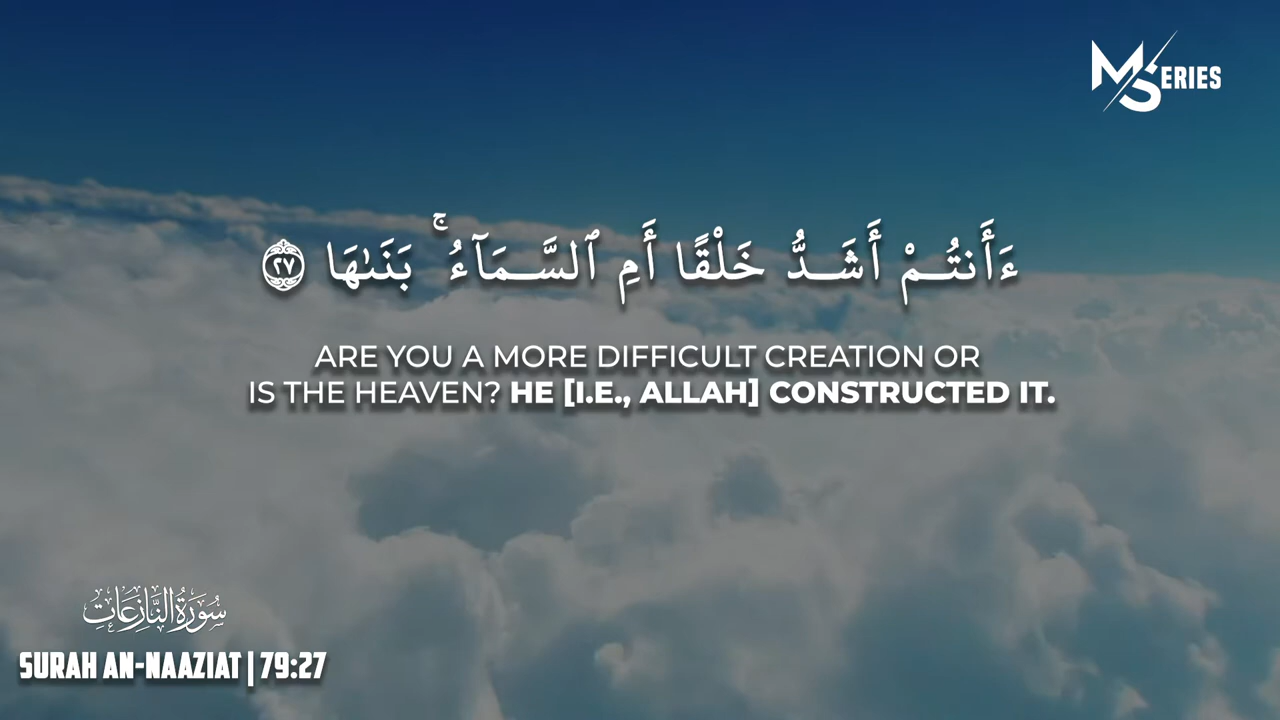 M SERIES
ءَأَنتُمْ أَشَدُّ خَلْقًا أَمِ ٱلسَّمَآءُ ۚ بَنَىٰهَا ٢٧
ARE YOU A MORE DIFFICULT CREATION OR
IS THE HEAVEN? HE [I.E., ALLAH] CONSTRUCTED IT.
سُورَةُ النَّازِعَاتِ
SURAH AN-NAAZIAT | 79:27